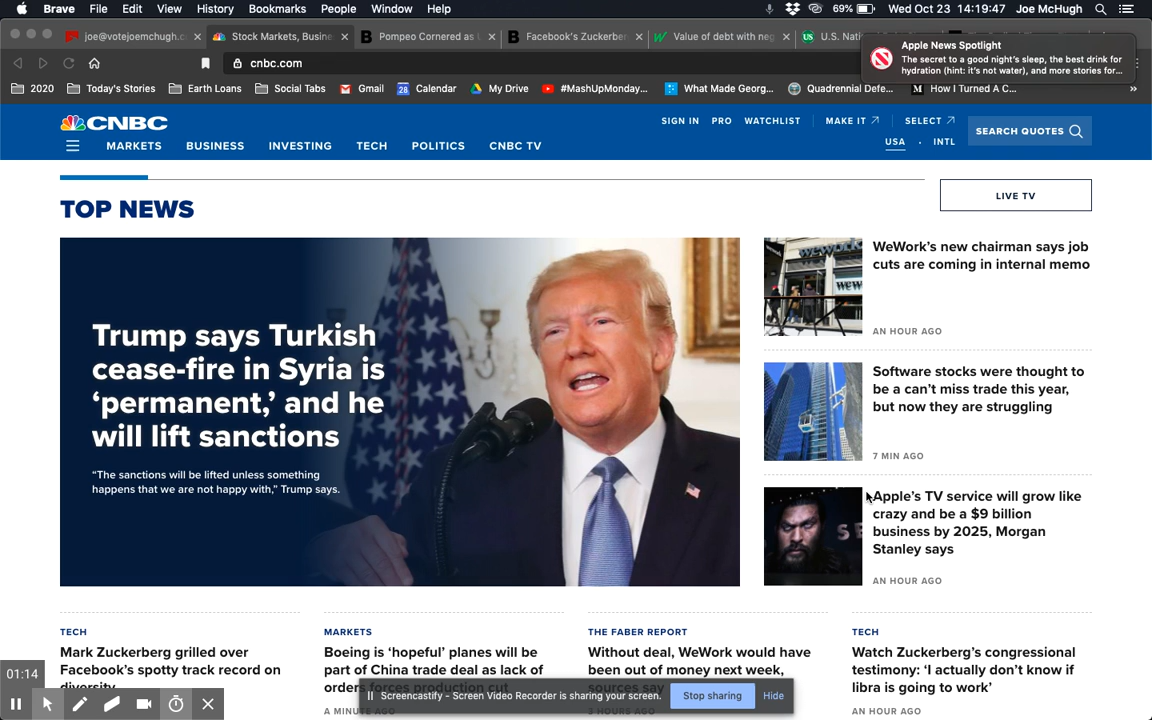 Brave File Edit View History Bookmarks People Window Help 69% Wed Oct 23 14:19:47 Joe McHugh
joe@votejoemchugh.c
Stock Markets, Busine
Pompeo Cornered as
Facebook's Zuckerber
Value of debt with neg
U.S. Nati
Apple News Spotlight
The secret to a good night's sleep, the best drink for
hydration (hint: it's not water), and more stories for...
cnbc.com
2020 Today's Stories Earth Loans Social Tabs Gmail 28 Calendar My Drive #MashUpMonday... What Made Georg... Quadrennial Defe... M How I Turned A C... »
CNBC
SIGN IN PRO WATCHLIST MAKE IT SELECT
SEARCH QUOTES
USA · INTL
MARKETS BUSINESS INVESTING TECH POLITICS CNBC TV
LIVE TV
TOP NEWS
Trump says Turkish
cease-fire in Syria is
‘permanent,’ and he
will lift sanctions
“The sanctions will be lifted unless something
happens that we are not happy with,” Trump says.
WeWork’s new chairman says job
cuts are coming in internal memo
AN HOUR AGO
Software stocks were thought to
be a can’t miss trade this year,
but now they are struggling
7 MIN AGO
Apple’s TV service will grow like
crazy and be a $9 billion
business by 2025, Morgan
Stanley says
AN HOUR AGO
TECH
Mark Zuckerberg grilled over
Facebook’s spotty track record on
diversity
MARKETS
Boeing is ‘hopeful’ planes will be
part of China trade deal as lack of
orders forces production cut
A MINUTE AGO
THE FABER REPORT
Without deal, WeWork would have
been out of money next week,
sources say
3 HOURS AGO
TECH
Watch Zuckerberg’s congressional
testimony: ‘I actually don’t know if
libra is going to work’
AN HOUR AGO
01:14
Screencastify - Screen Video Recorder is sharing your screen.
Stop sharing
Hide